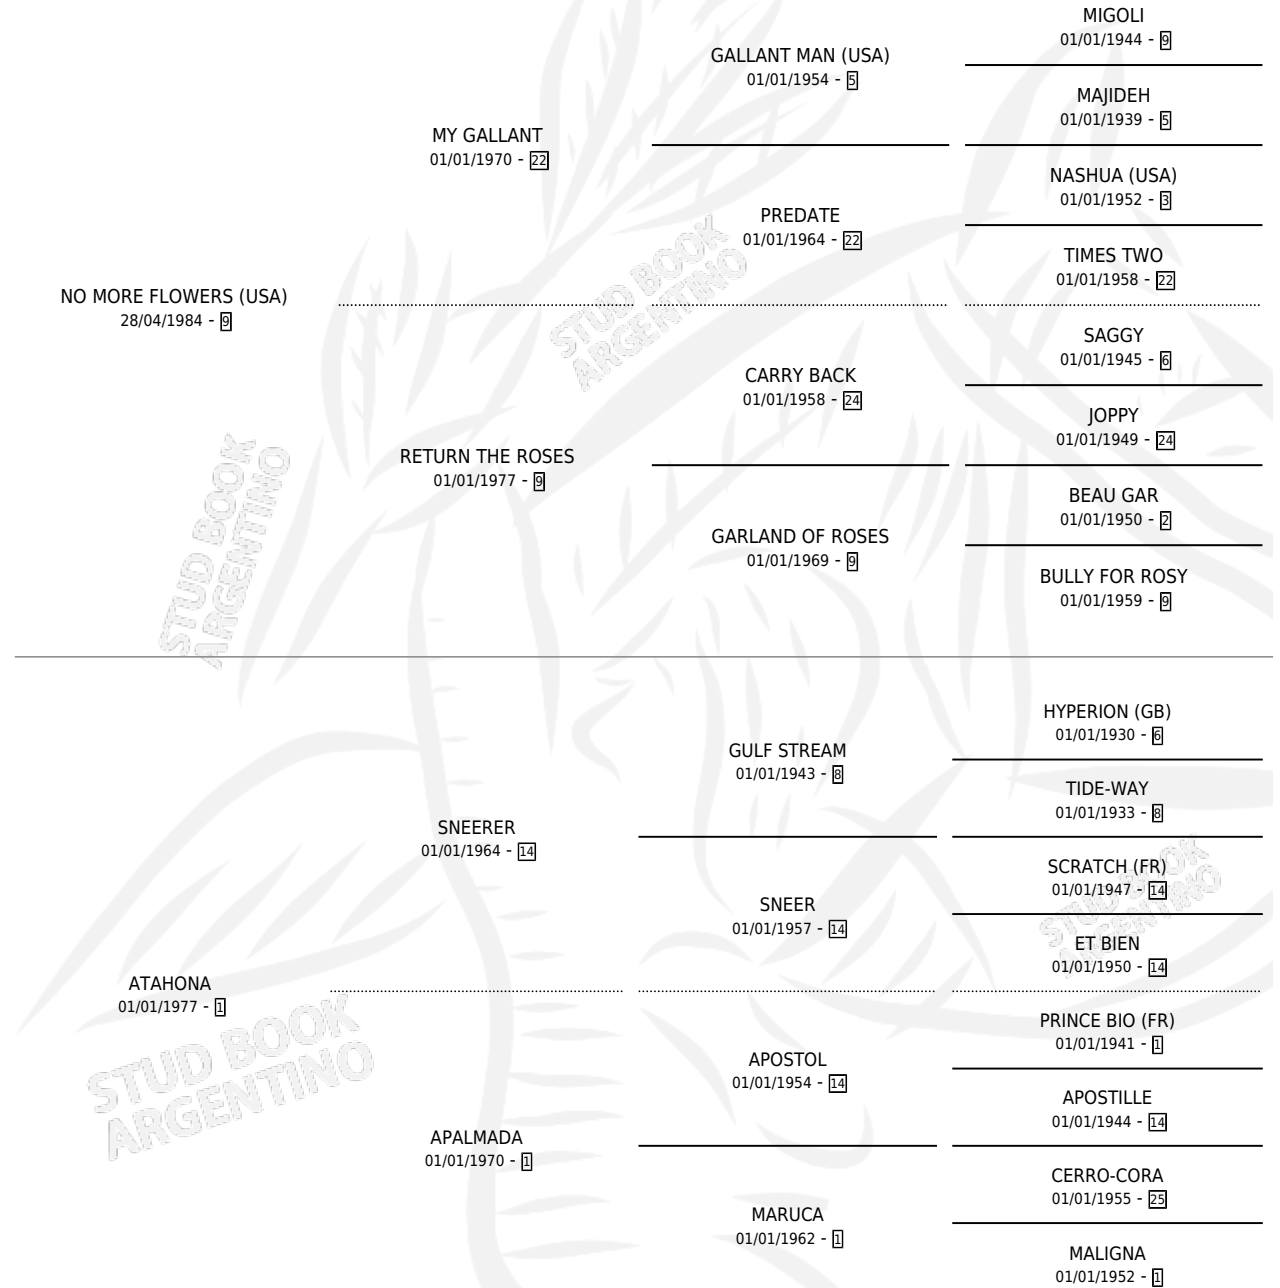 MIGOLI
01/01/1944 - 9
GALLANT MAN (USA)
01/01/1954 - 5
MAJIDEH
01/01/1939 - 5
MY GALLANT
01/01/1970 - 22
NASHUA (USA)
01/01/1952 - 3
PREDATE
01/01/1964 - 22
TIMES TWO
01/01/1958 - 22
NO MORE FLOWERS (USA)
28/04/1984 - 9
SAGGY
01/01/1945 - 6
CARRY BACK
01/01/1958 - 24
JOPPY
01/01/1949 - 24
RETURN THE ROSES
01/01/1977 - 9
BEAU GAR
01/01/1950 - 2
GARLAND OF ROSES
01/01/1969 - 9
BULLY FOR ROSY
01/01/1959 - 9
HYPERION (GB)
01/01/1930 - 6
GULF STREAM
01/01/1943 - 8
TIDE-WAY
01/01/1933 - 8
SNEERER
01/01/1964 - 14
SCRATCH (FR)
01/01/1947 - 14
SNEER
01/01/1957 - 14
ET BIEN
01/01/1950 - 14
ATAHONA
01/01/1977 - 1
PRINCE BIO (FR)
01/01/1941 - 1
APOSTOL
01/01/1954 - 14
APOSTILLE
01/01/1944 - 14
APALMADA
01/01/1970 - 1
CERRO-CORA
01/01/1955 - 25
MARUCA
01/01/1962 - 1
MALIGNA
01/01/1952 - 1
STUD BOOK
ARGENTINO
STUD BOOK
ARGENTINO
STUD BOOK
ARGENTINO
STUD BOOK
ARGENTINO